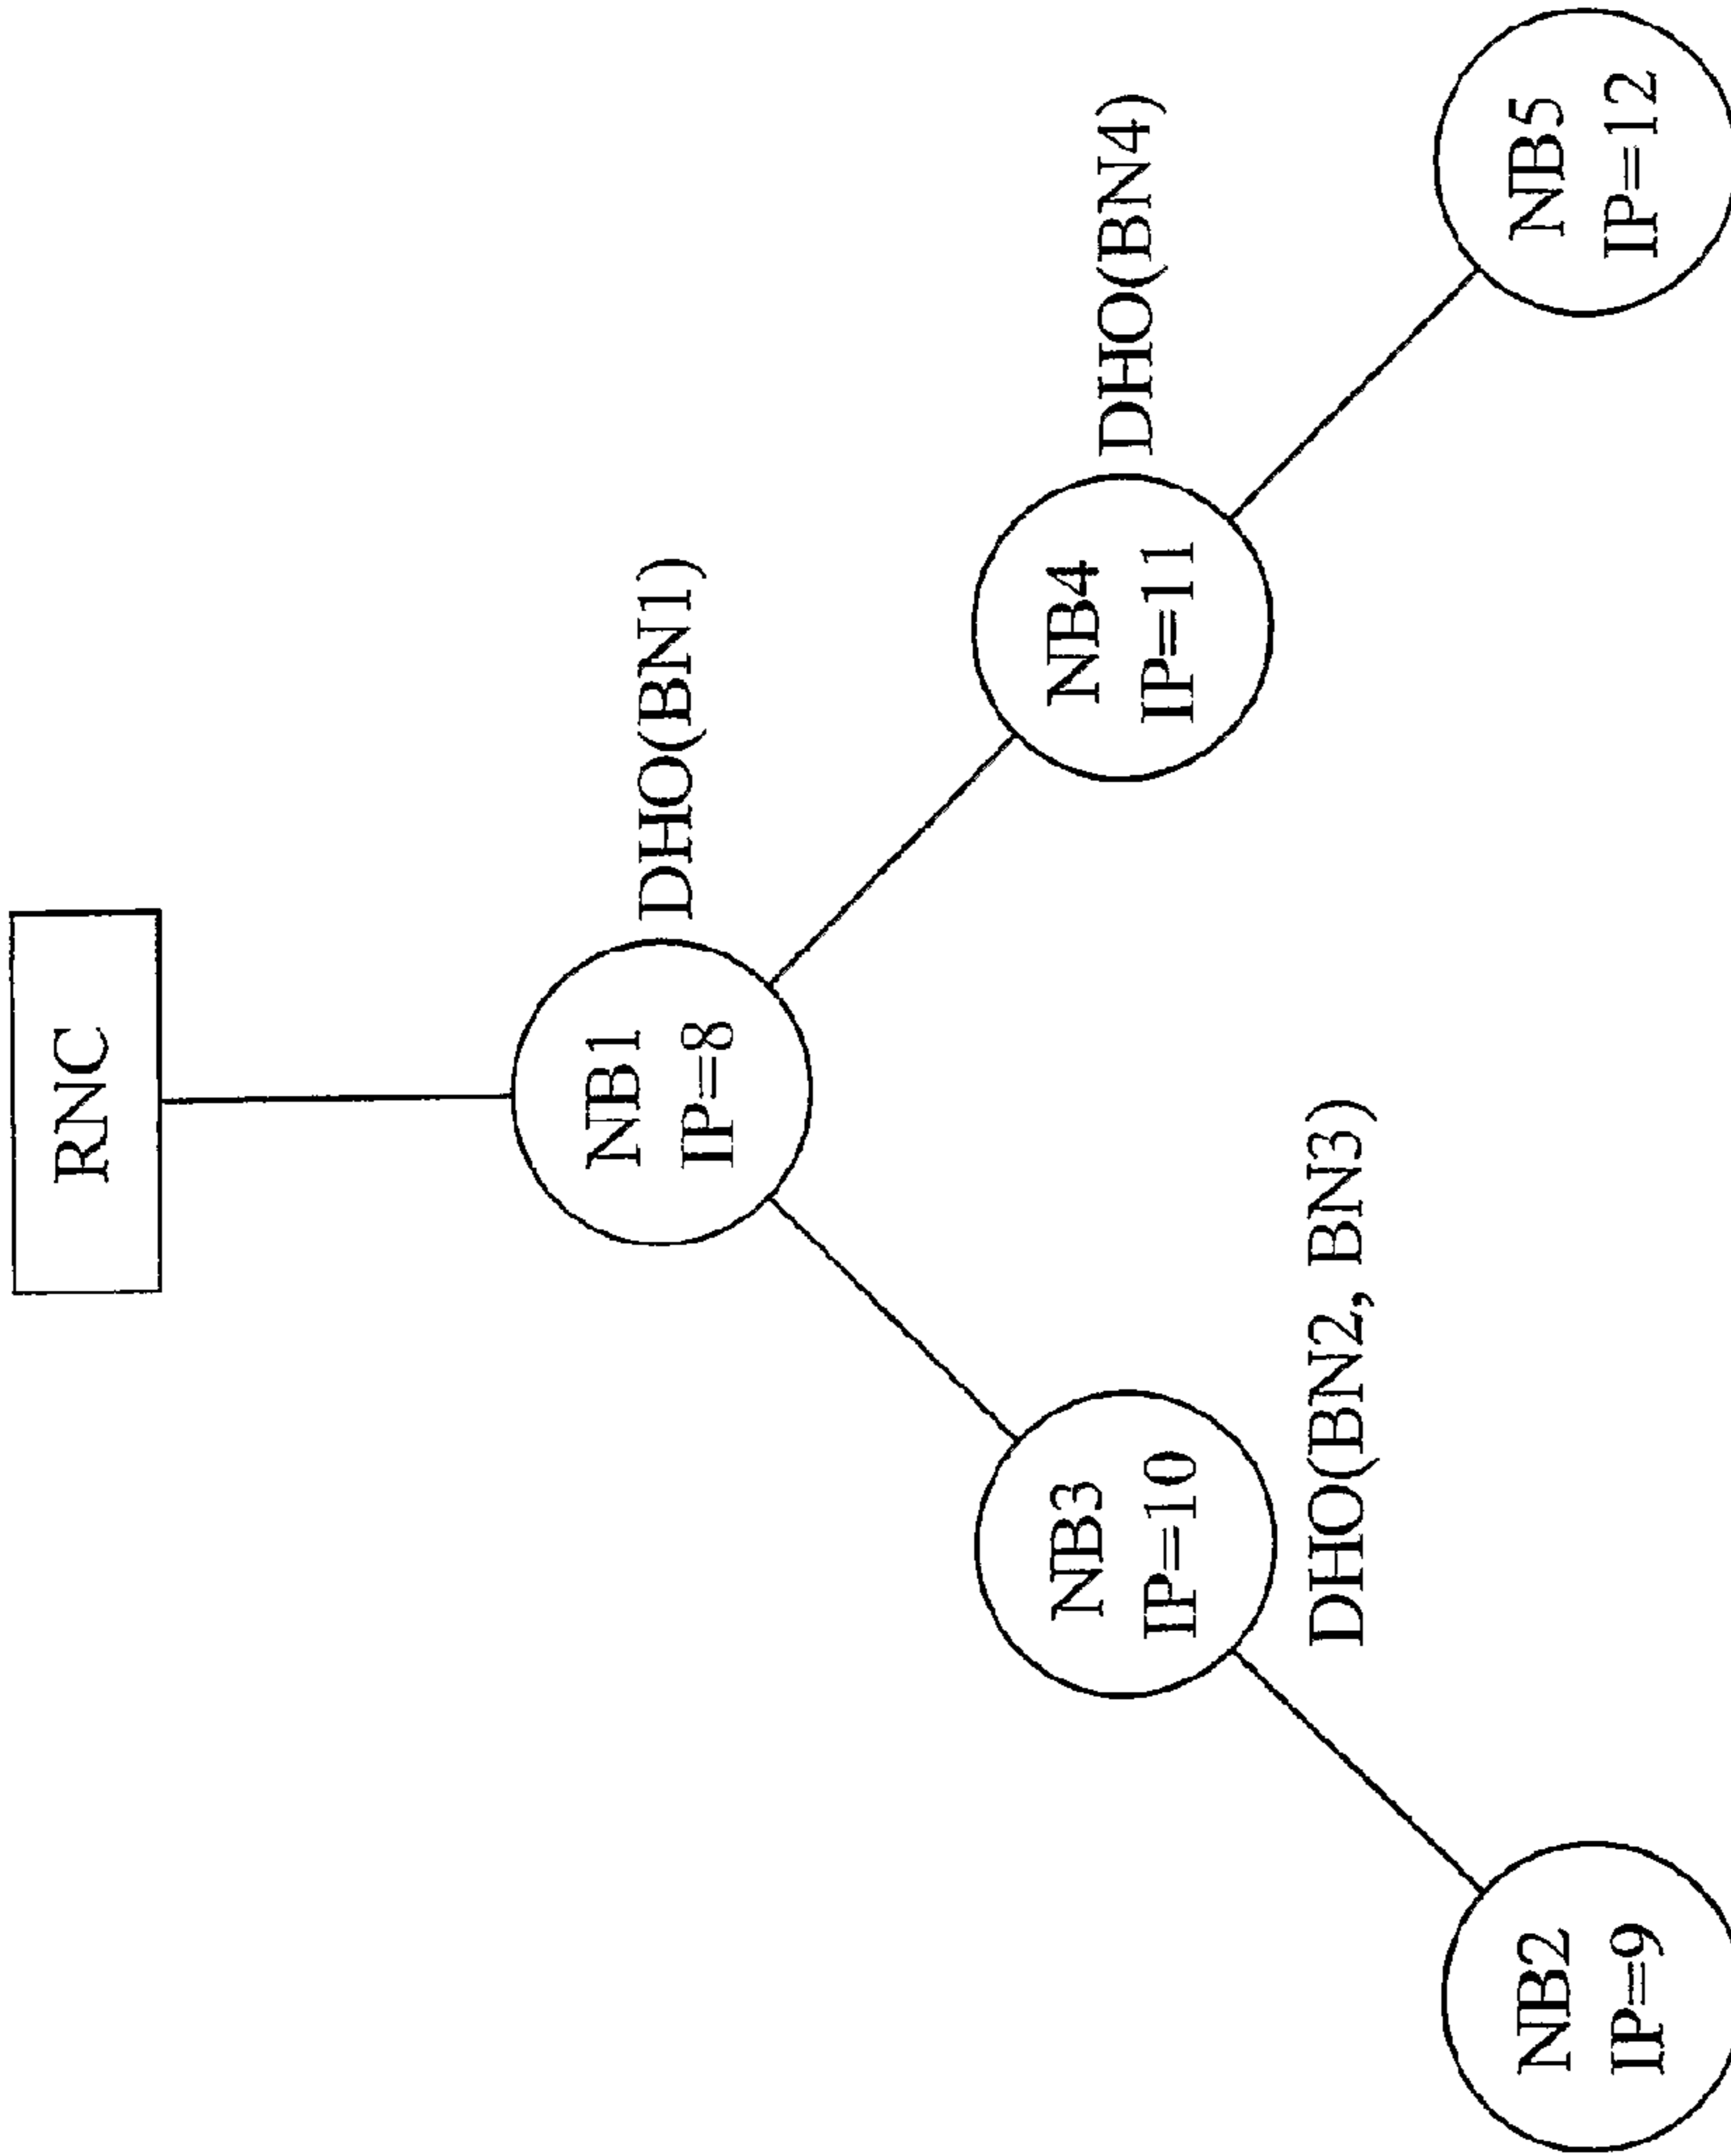 RNC
NB1
IP=8
DHO(BN1)
NB3
IP=10
DHO(BN2, BN3)
NB4
IP=11
DHO(BN4)
NB2
IP=9
NB5
IP=12